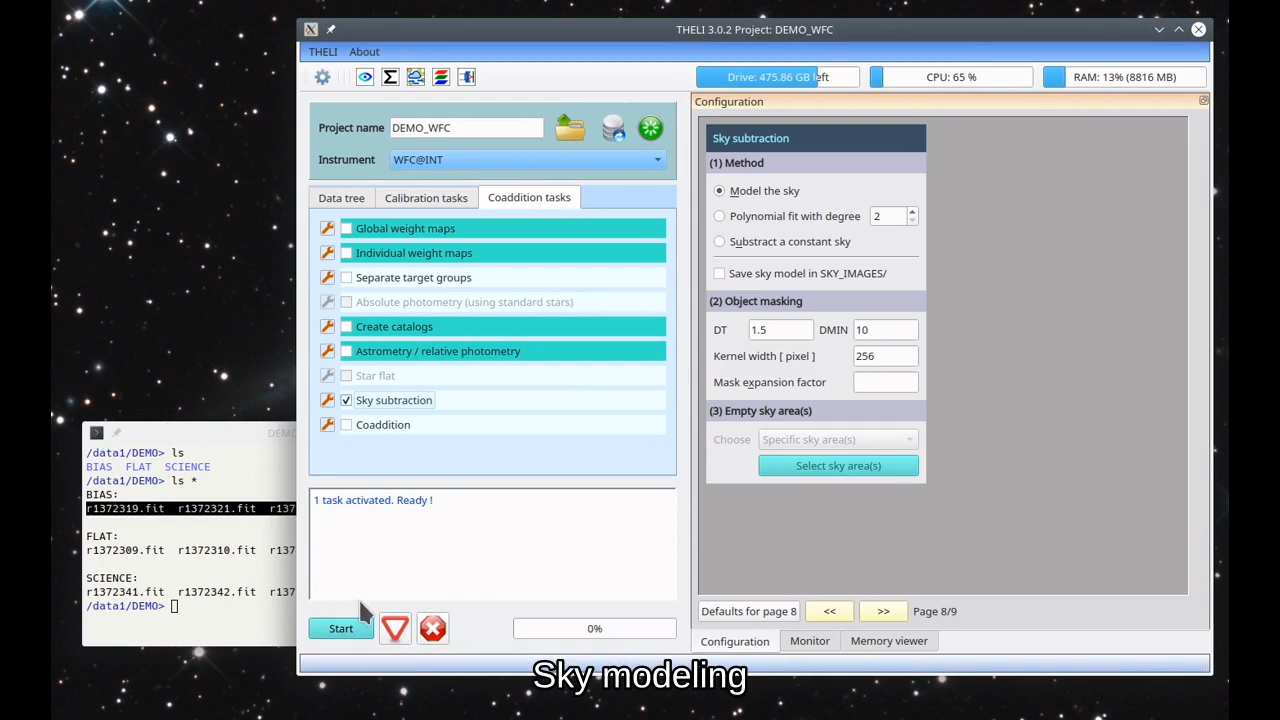 THELI 3.0.2 Project: DEMO_WFC
THELI About
Drive: 475.86 GB left CPU: 65 % RAM: 13% (8816 MB)
Project name DEMO_WFC
Instrument WFC@INT
Data tree Calibration tasks Coaddition tasks
Global weight maps
Individual weight maps
Separate target groups
Absolute photometry (using standard stars)
Create catalogs
Astrometry / relative photometry
Star flat
Sky subtraction
Coaddition
1 task activated. Ready !
Start
0%
Configuration
Sky subtraction
(1) Method
Model the sky
Polynomial fit with degree 2
Substract a constant sky
Save sky model in SKY_IMAGES/
(2) Object masking
DT 1.5 DMIN 10
Kernel width [ pixel ] 256
Mask expansion factor
(3) Empty sky area(s)
Choose Specific sky area(s)
Select sky area(s)
Defaults for page 8 << >> Page 8/9
Configuration Monitor Memory viewer
DEMO
/data1/DEMO> ls
BIAS FLAT SCIENCE
/data1/DEMO> ls *
BIAS:
r1372319.fit r1372321.fit r137
FLAT:
r1372309.fit r1372310.fit r137
SCIENCE:
r1372341.fit r1372342.fit r137
/data1/DEMO>
Sky modeling